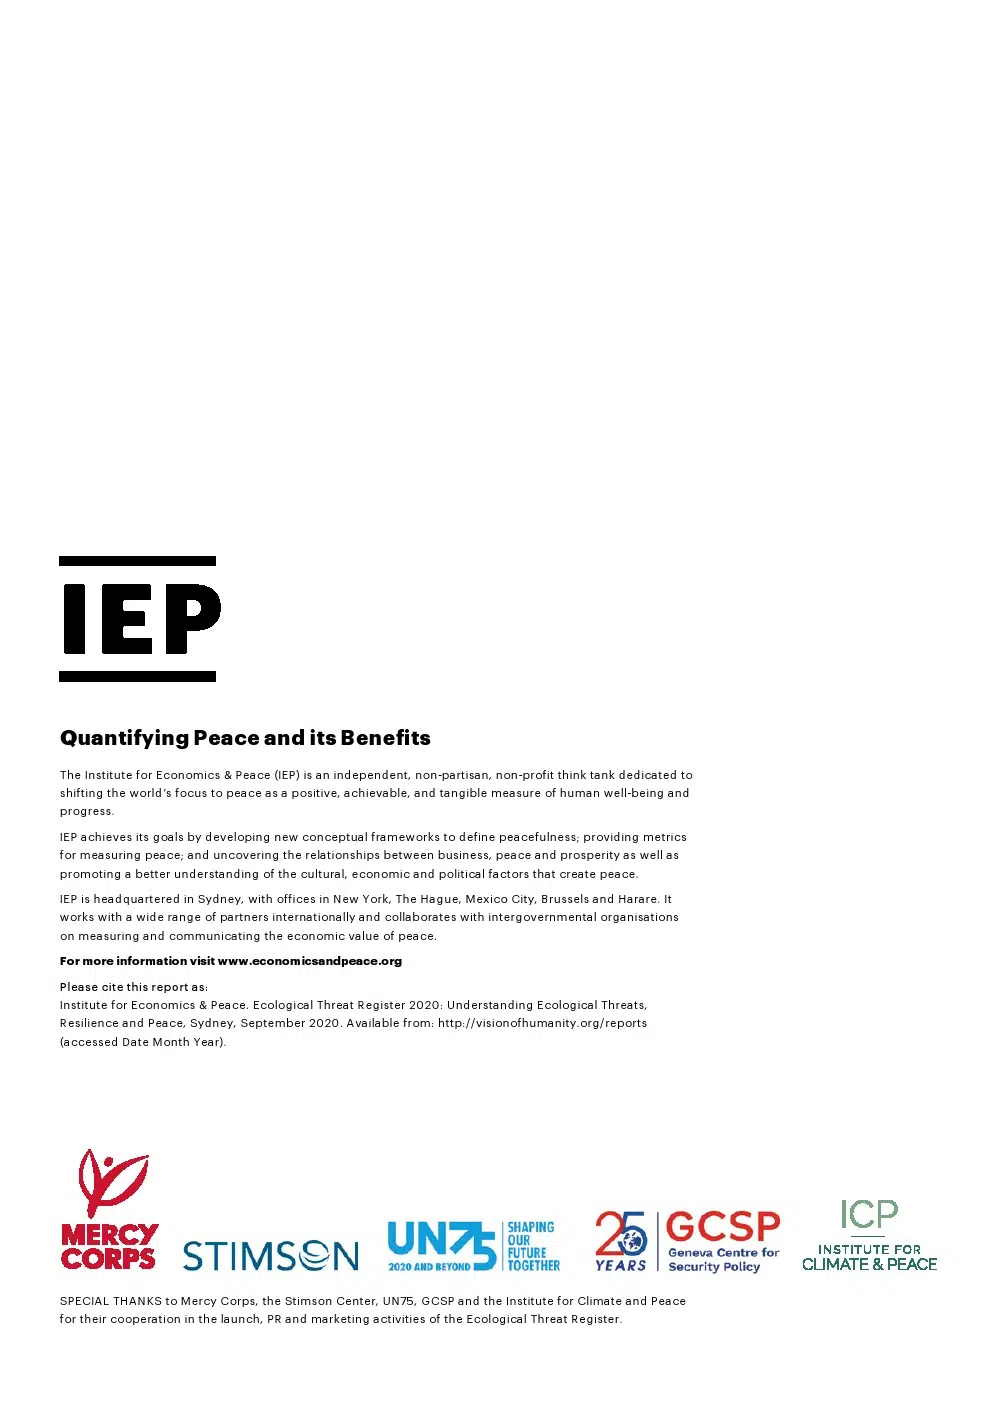 IEP
Quantifying Peace and its Benefits
The Institute for Economics & Peace (IEP) is an independent, non-partisan, non-profit think tank dedicated to
shifting the world's focus to peace as a positive, achievable, and tangible measure of human well-being and
progress.
IEP achieves its goals by developing new conceptual frameworks to define peacefulness; providing metrics
for measuring peace; and uncovering the relationships between business, peace and prosperity as well as
promoting a better understanding of the cultural, economic and political factors that create peace.
IEP is headquartered in Sydney, with offices in New York, The Hague, Mexico City, Brussels and Harare. It
works with a wide range of partners internationally and collaborates with intergovernmental organisations
on measuring and communicating the economic value of peace.
For more information visit www.economicsandpeace.org
Please cite this report as:
Institute for Economics & Peace. Ecological Threat Register 2020: Understanding Ecological Threats,
Resilience and Peace, Sydney, September 2020. Available from: http://visionofhumanity.org/reports
(accessed Date Month Year).
MERCY
CORPS
STIMSON
UN75
2020 AND BEYOND
SHAPING
OUR
FUTURE
TOGETHER
25
YEARS
GCSP
Geneva Centre for
Security Policy
ICP
INSTITUTE FOR
CLIMATE & PEACE
SPECIAL THANKS to Mercy Corps, the Stimson Center, UN75, GCSP and the Institute for Climate and Peace
for their cooperation in the launch, PR and marketing activities of the Ecological Threat Register.